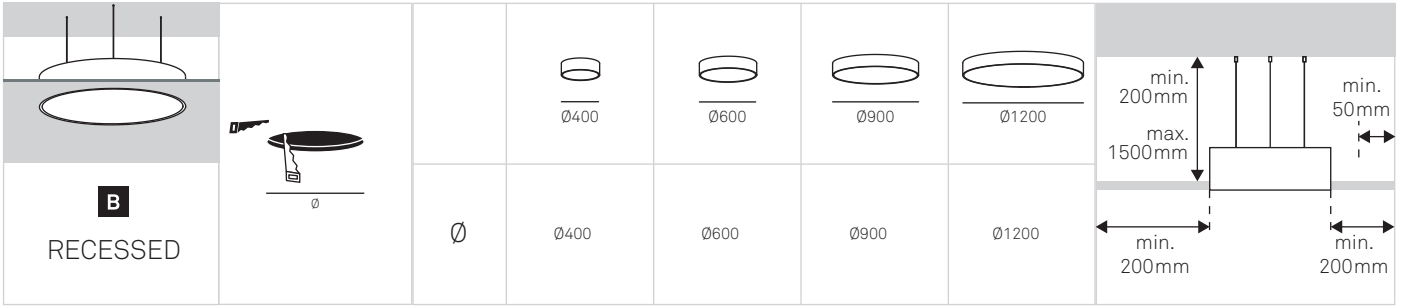 B
RECESSED
Ø
Ø400
Ø600
Ø900
Ø1200
Ø
Ø400
Ø600
Ø900
Ø1200
min.
200mm
max.
1500mm
min.
50mm
min.
200mm
min.
200mm